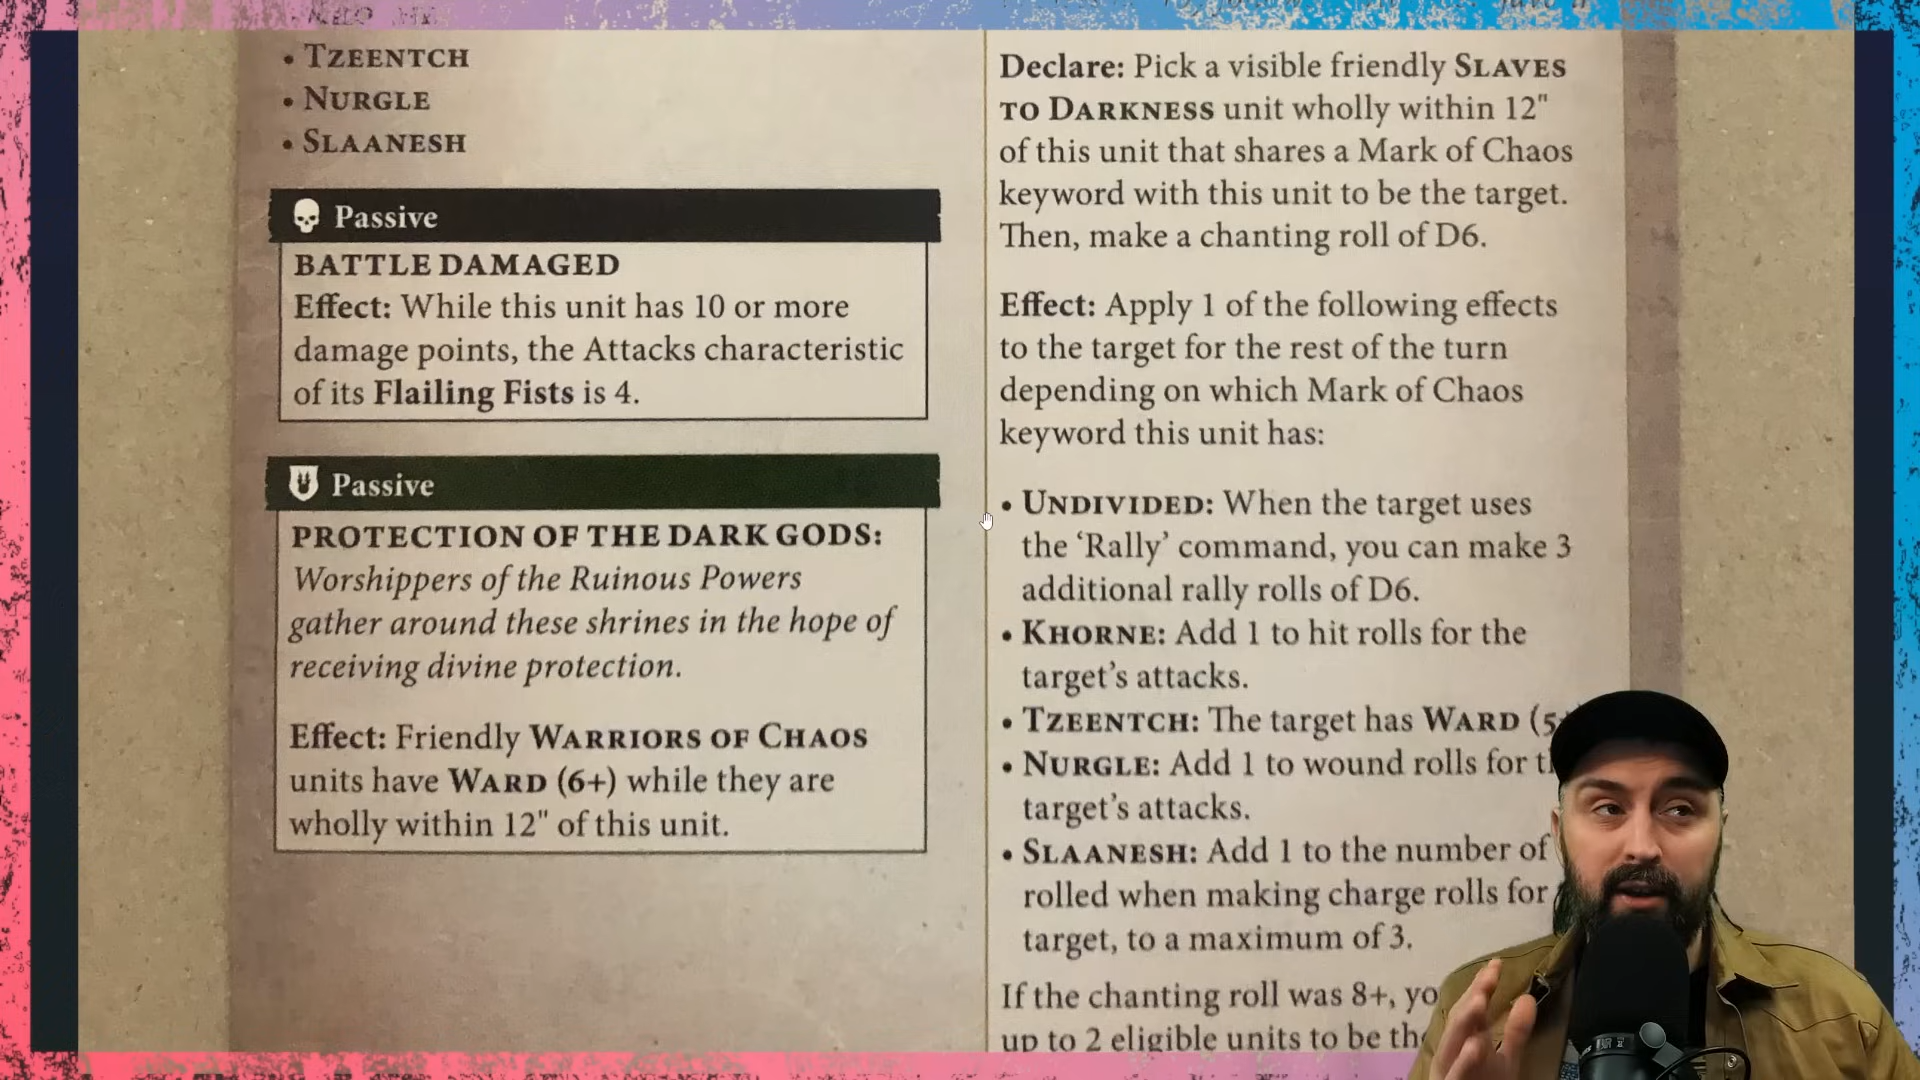 • TZEENTCH
• NURGLE
• SLAANESH
Passive
BATTLE DAMAGED
Effect: While this unit has 10 or more
damage points, the Attacks characteristic
of its Flailing Fists is 4.
Passive
PROTECTION OF THE DARK GODS:
Worshippers of the Ruinous Powers
gather around these shrines in the hope of
receiving divine protection.
Effect: Friendly WARRIORS OF CHAOS
units have WARD (6+) while they are
wholly within 12" of this unit.
Declare: Pick a visible friendly SLAVES
TO DARKNESS unit wholly within 12"
of this unit that shares a Mark of Chaos
keyword with this unit to be the target.
Then, make a chanting roll of D6.
Effect: Apply 1 of the following effects
to the target for the rest of the turn
depending on which Mark of Chaos
keyword this unit has:
• UNDIVIDED: When the target uses
the ‘Rally’ command, you can make 3
additional rally rolls of D6.
• KHORNE: Add 1 to hit rolls for the
target’s attacks.
• TZEENTCH: The target has WARD (5
• NURGLE: Add 1 to wound rolls for
target’s attacks.
• SLAANESH: Add 1 to the number of
rolled when making charge rolls for
target, to a maximum of 3.
If the chanting roll was 8+,
up to 2 eligible units to be